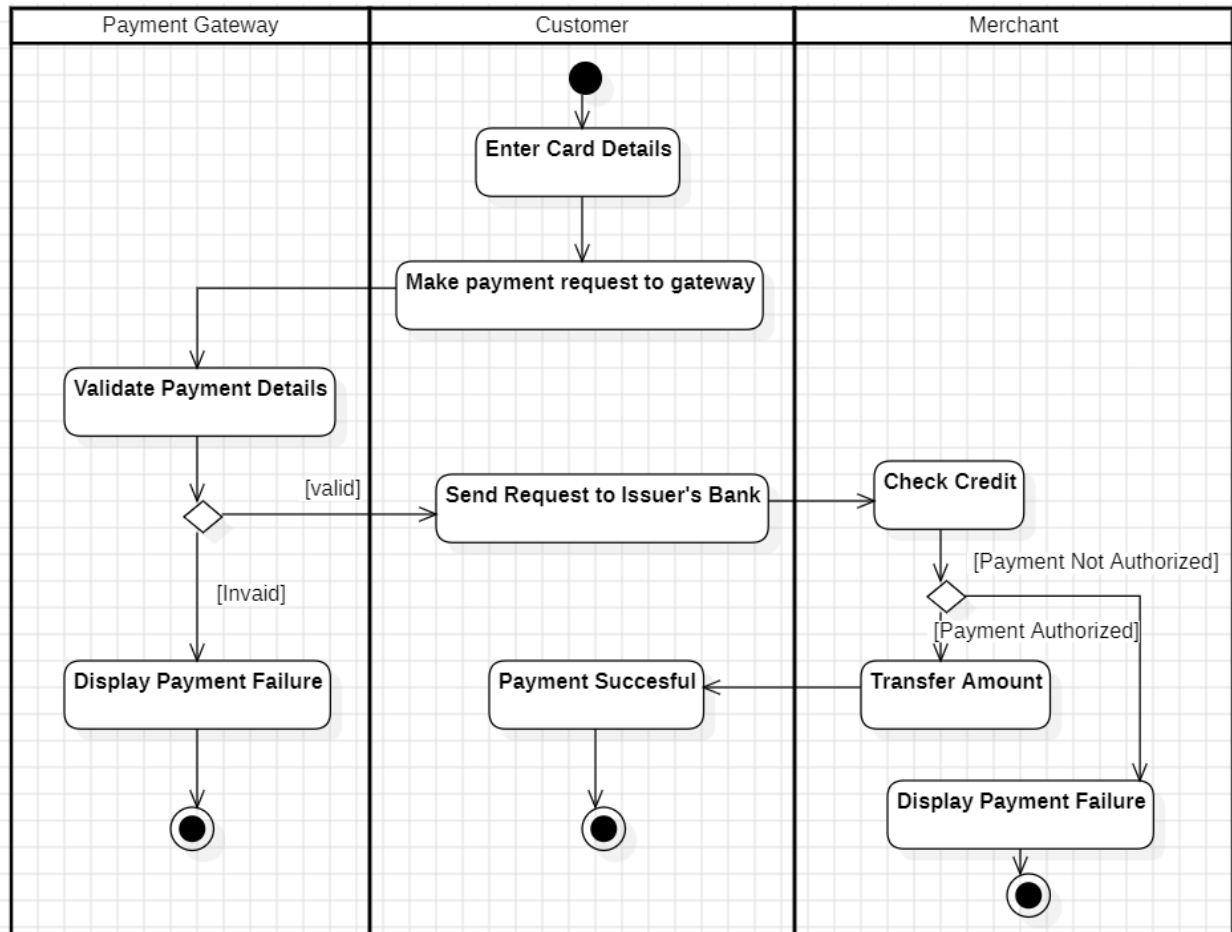 Payment Gateway
Customer
Merchant
Enter Card Details
Make payment request to gateway
Validate Payment Details
[valid]
Send Request to Issuer's Bank
Check Credit
[Payment Not Authorized]
[Invaid]
[Payment Authorized]
Display Payment Failure
Payment Succesful
Transfer Amount
Display Payment Failure